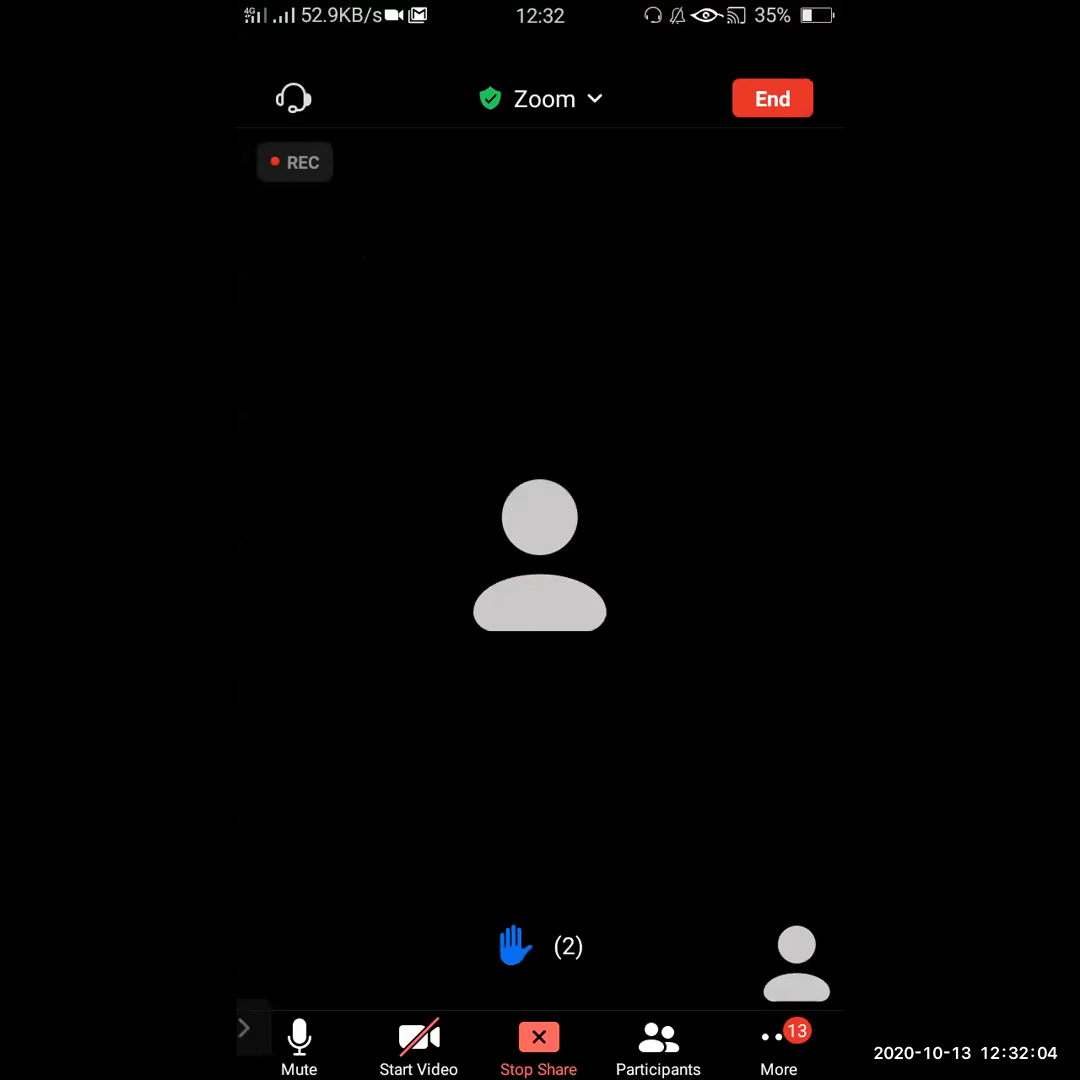 4G 52.9KB/s 12:32 35%
Zoom End
REC
(2)
13
Mute Start Video Stop Share Participants More
2020-10-13 12:32:04